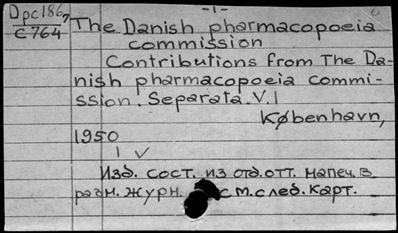 -1-
Dpc186,
c764
The Danish pharmacopoeia
commission
Contributions from The Da-
nish pharmacopoeia commi-
ssion. Separata. V.1
København,
1950
1 V
Изд. сост. из отд. отт. напеч. в
разн. журн. см. след. карт.